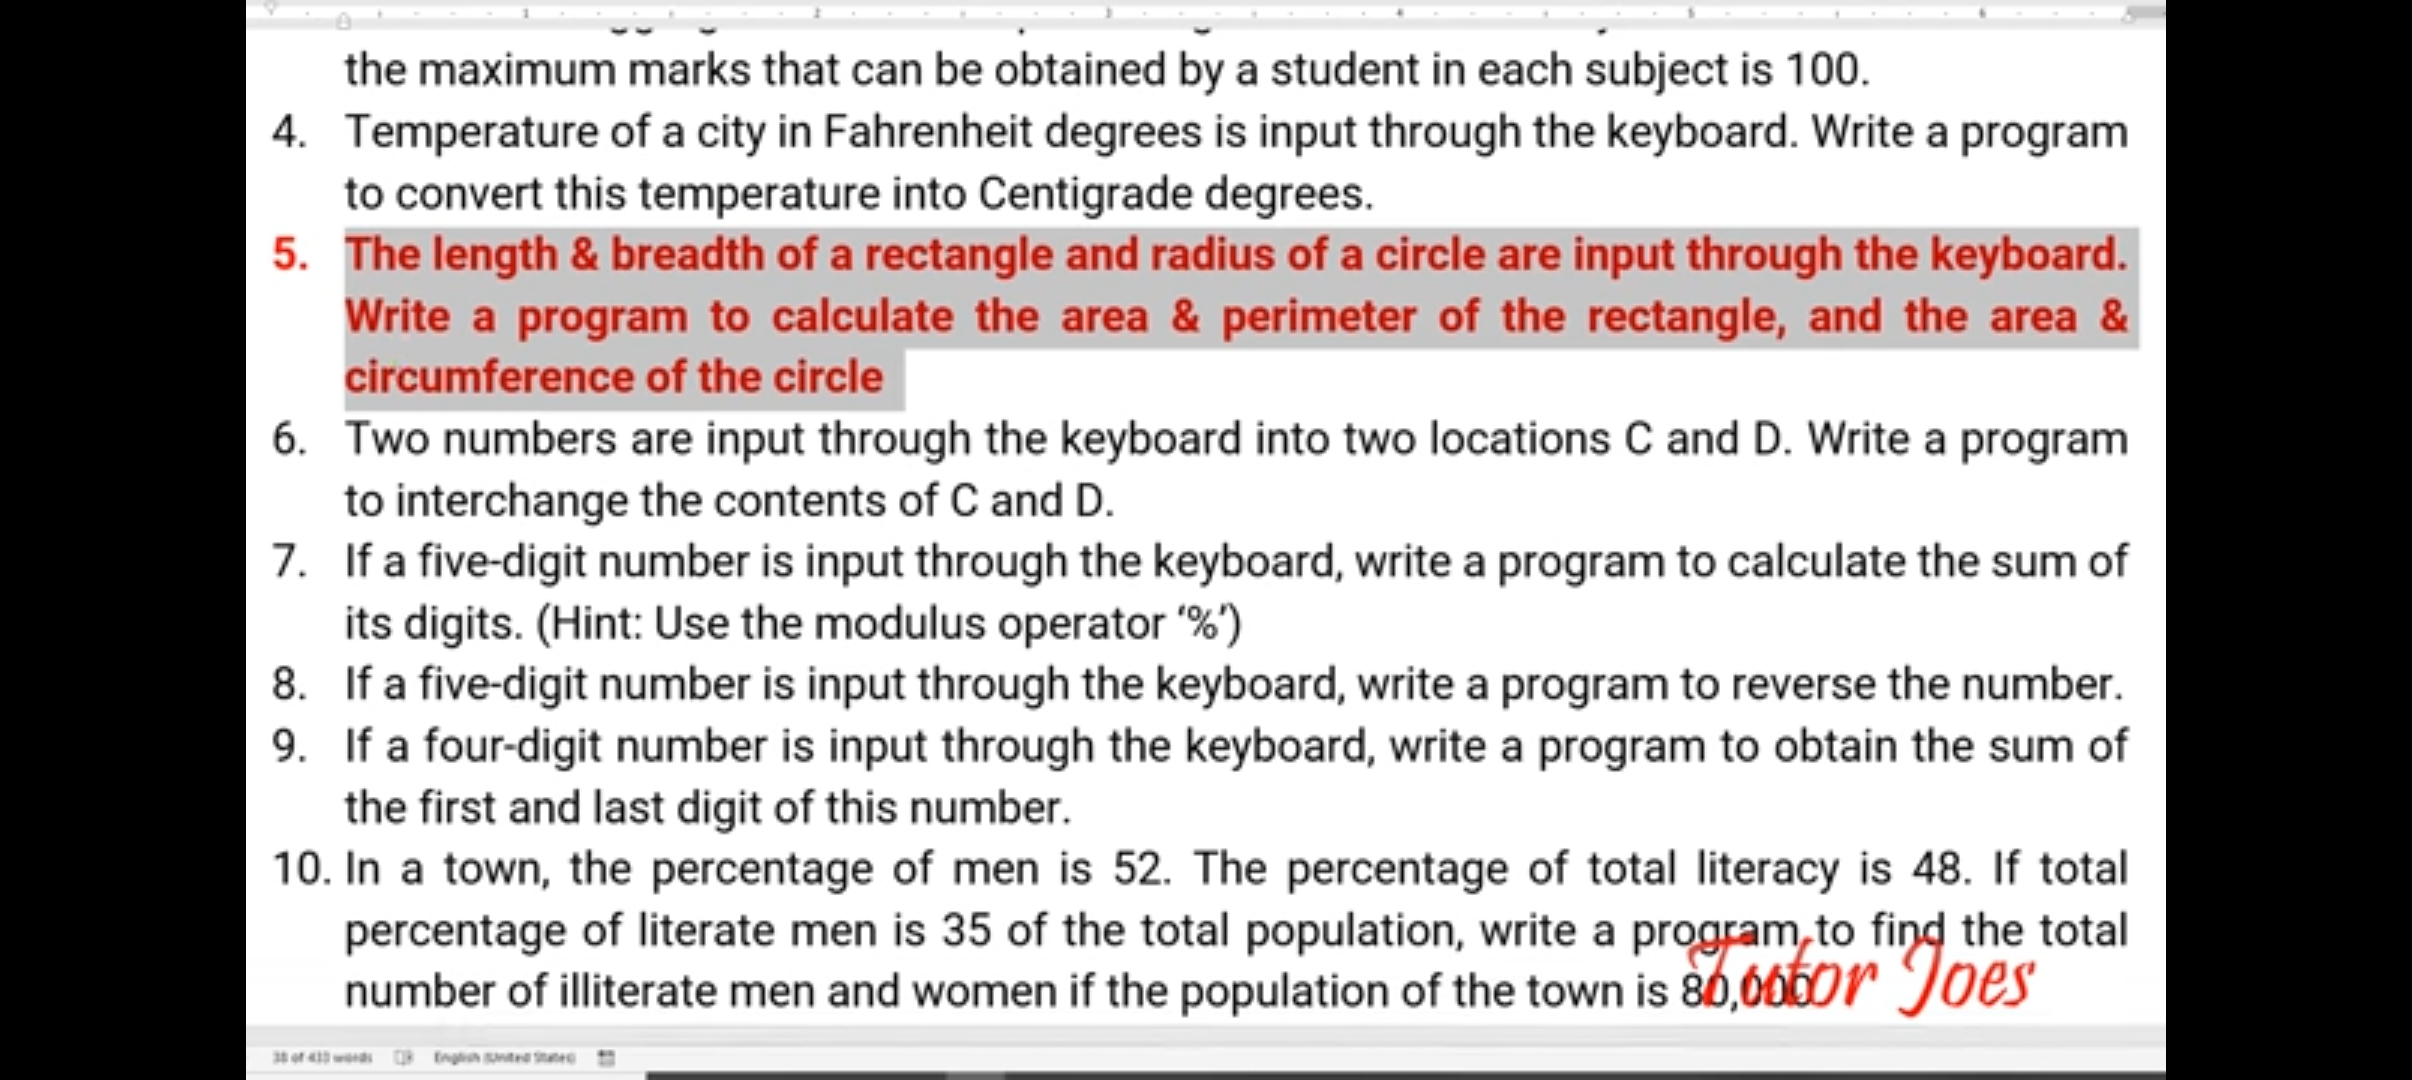 the maximum marks that can be obtained by a student in each subject is 100.
4. Temperature of a city in Fahrenheit degrees is input through the keyboard. Write a program
to convert this temperature into Centigrade degrees.
5. The length & breadth of a rectangle and radius of a circle are input through the keyboard.
Write a program to calculate the area & perimeter of the rectangle, and the area &
circumference of the circle
6. Two numbers are input through the keyboard into two locations C and D. Write a program
to interchange the contents of C and D.
7. If a five-digit number is input through the keyboard, write a program to calculate the sum of
its digits. (Hint: Use the modulus operator ‘%’)
8. If a five-digit number is input through the keyboard, write a program to reverse the number.
9. If a four-digit number is input through the keyboard, write a program to obtain the sum of
the first and last digit of this number.
10. In a town, the percentage of men is 52. The percentage of total literacy is 48. If total
percentage of literate men is 35 of the total population, write a program to find the total
number of illiterate men and women if the population of the town is 80,000
Tutor Joes
38 of 433 words English (United States)